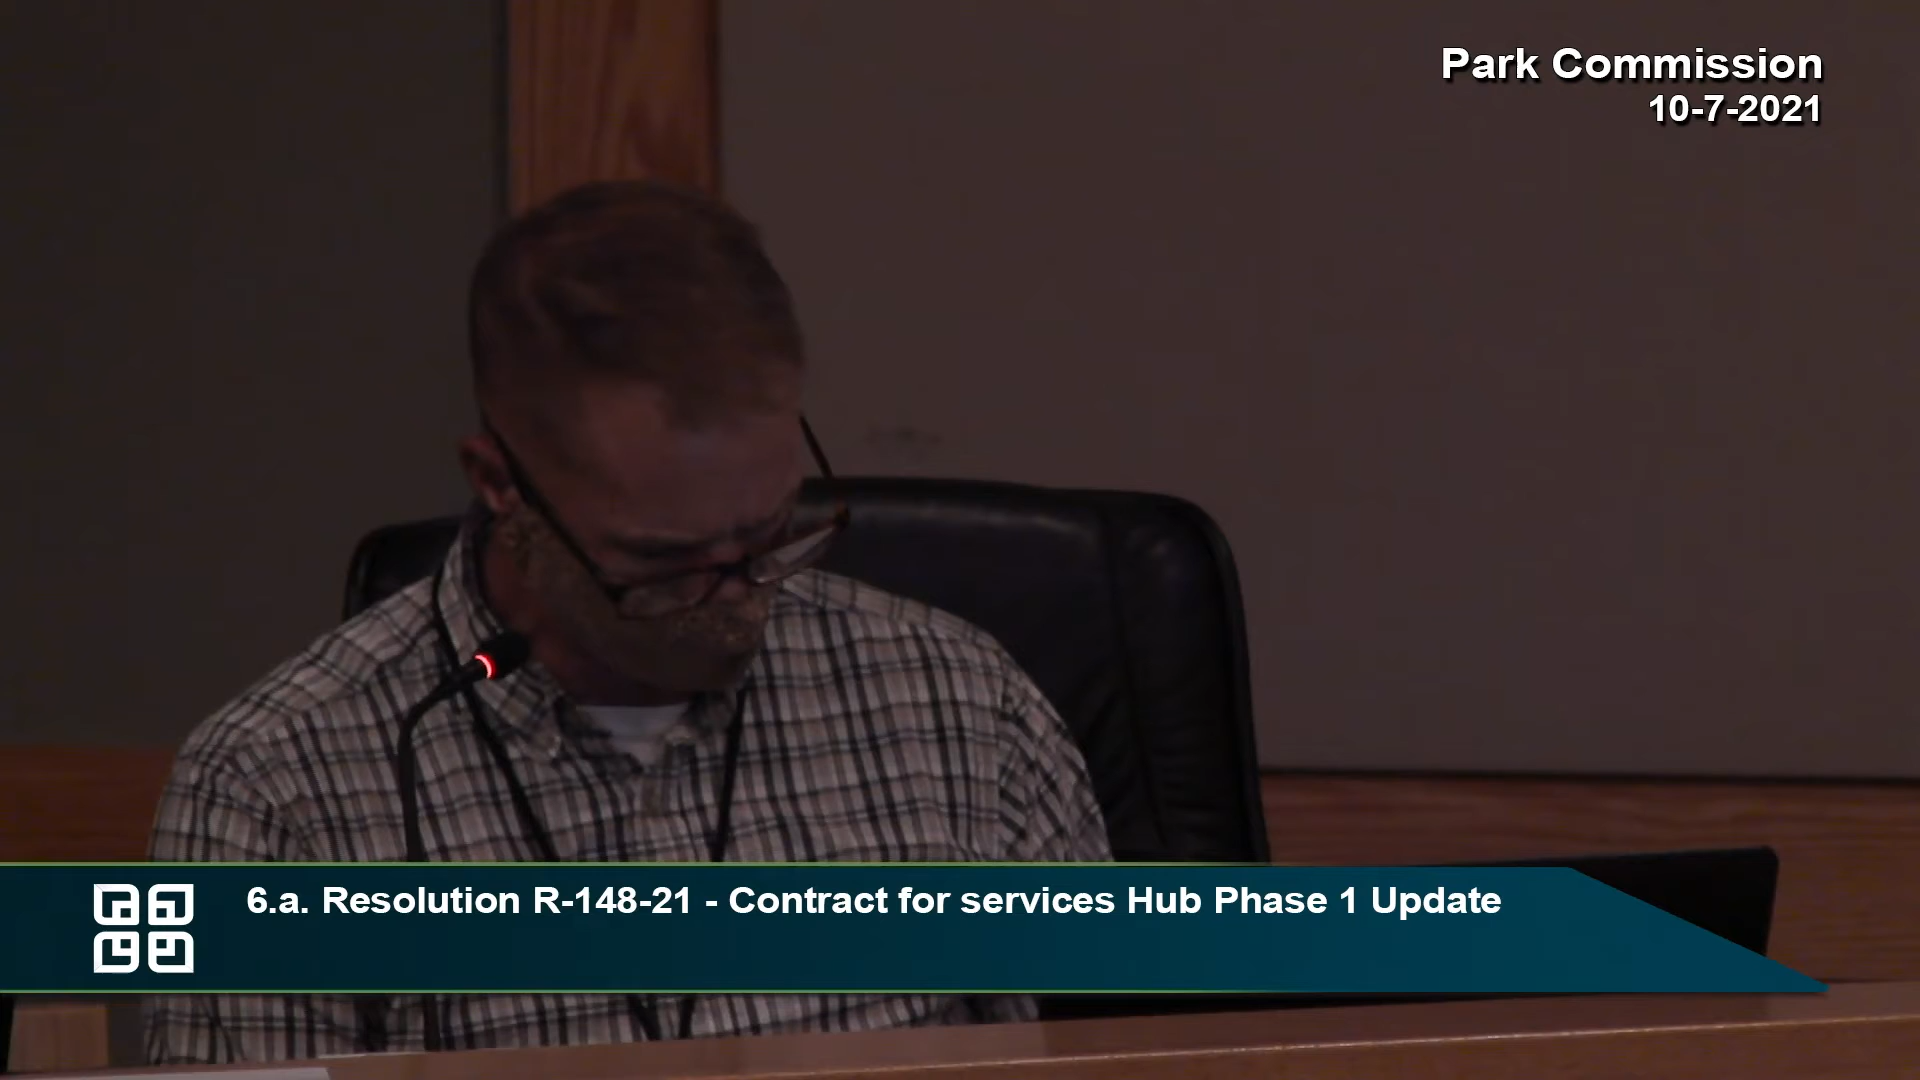 Park Commission
10-7-2021
6.a. Resolution R-148-21 - Contract for services Hub Phase 1 Update